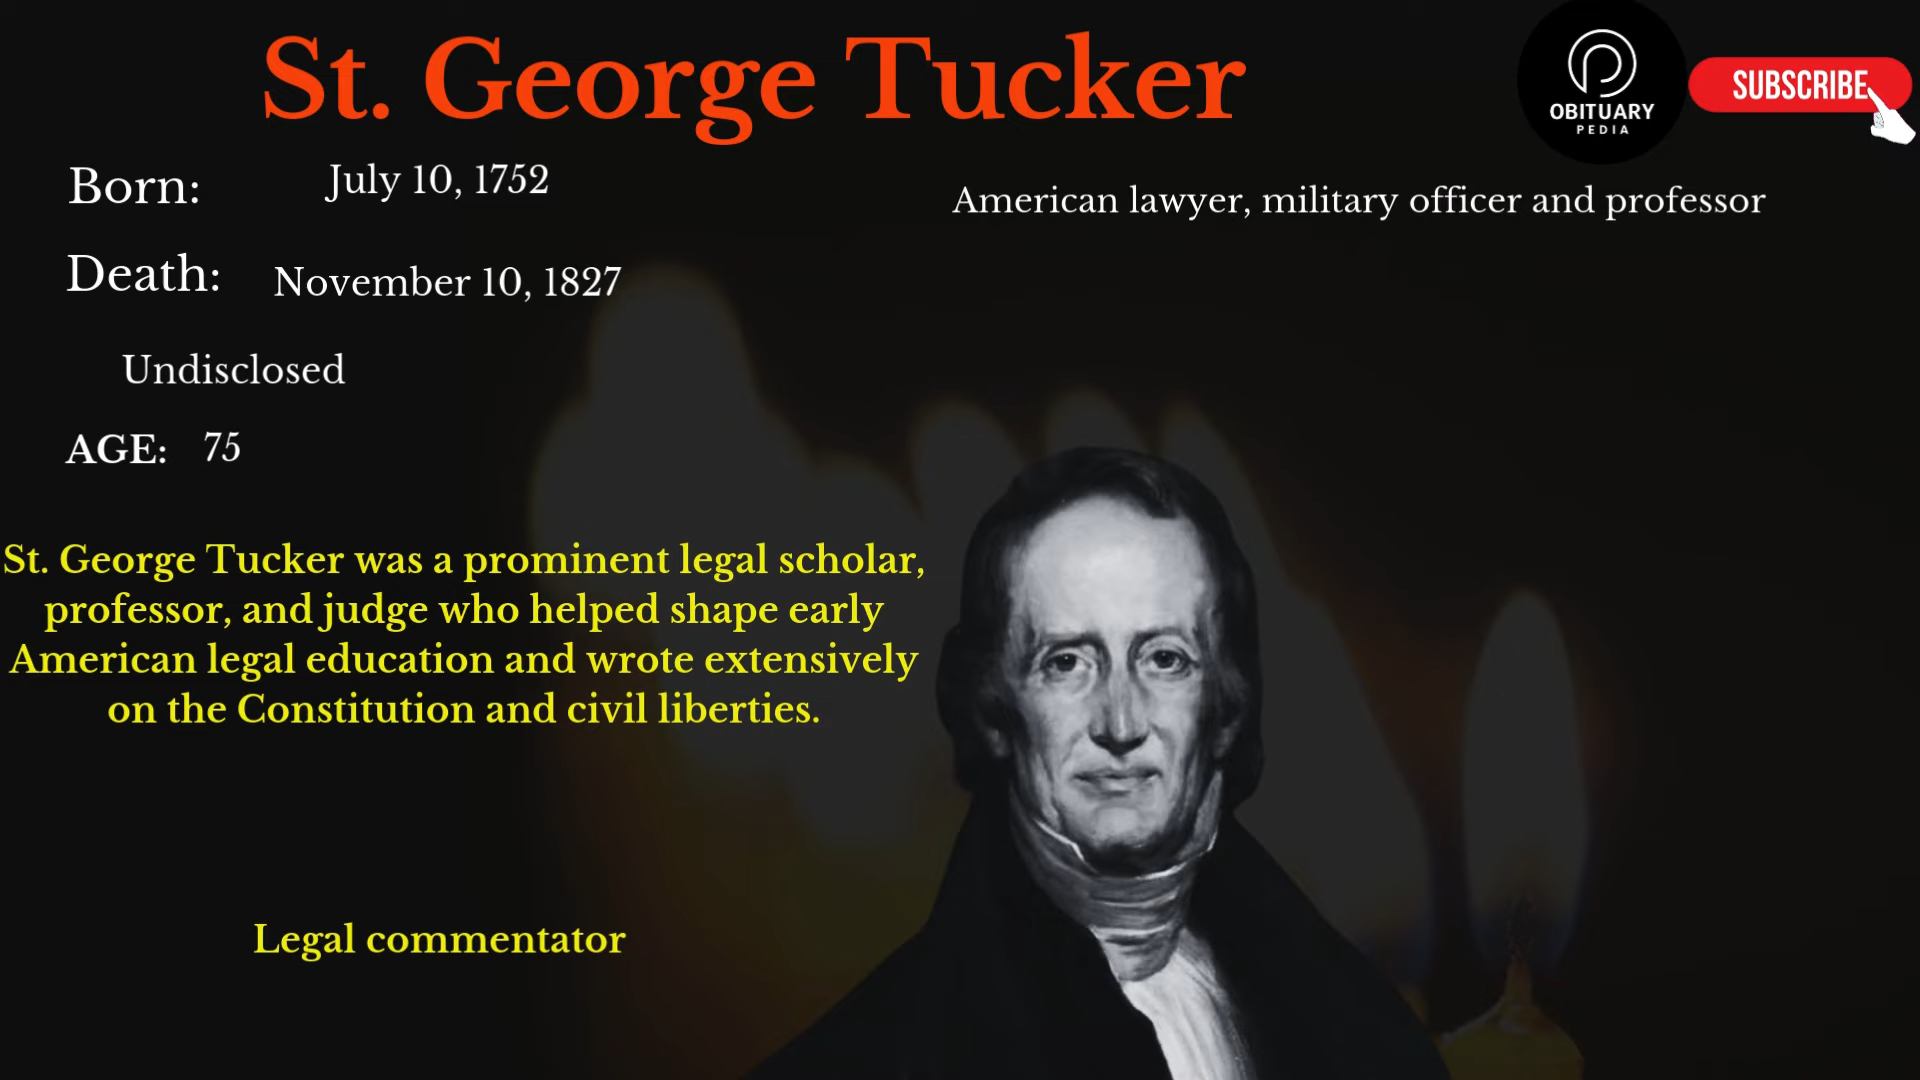 St. George Tucker
OBITUARY
PEDIA
SUBSCRIBE
Born:
July 10, 1752
American lawyer, military officer and professor
Death:
November 10, 1827
Undisclosed
AGE:
75
St. George Tucker was a prominent legal scholar,
professor, and judge who helped shape early
American legal education and wrote extensively
on the Constitution and civil liberties.
Legal commentator